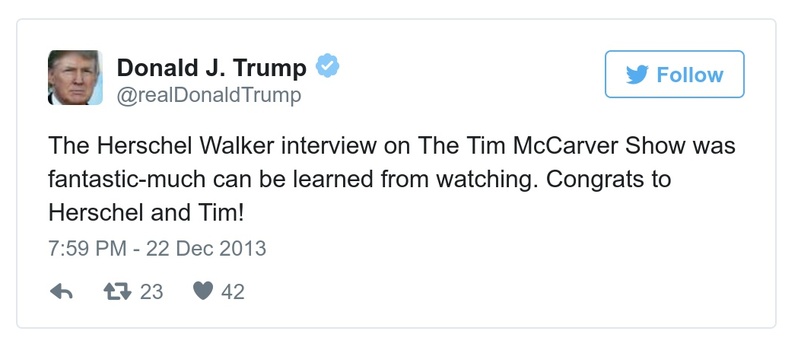 Donald J. Trump
@realDonaldTrump
Follow
The Herschel Walker interview on The Tim McCarver Show was
fantastic-much can be learned from watching. Congrats to
Herschel and Tim!
7:59 PM - 22 Dec 2013
23 42